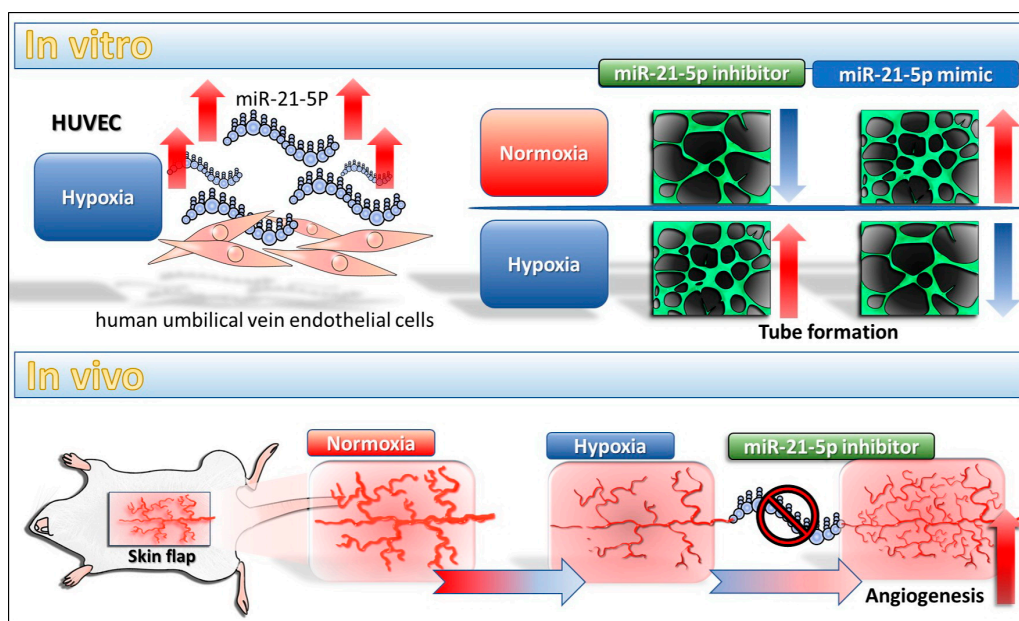 In vitro
miR-21-5p inhibitor
miR-21-5p mimic
miR-21-5P
HUVEC
Normoxia
Hypoxia
Hypoxia
human umbilical vein endothelial cells
Tube formation
In vivo
Normoxia
Hypoxia
miR-21-5p inhibitor
Skin flap
Angiogenesis